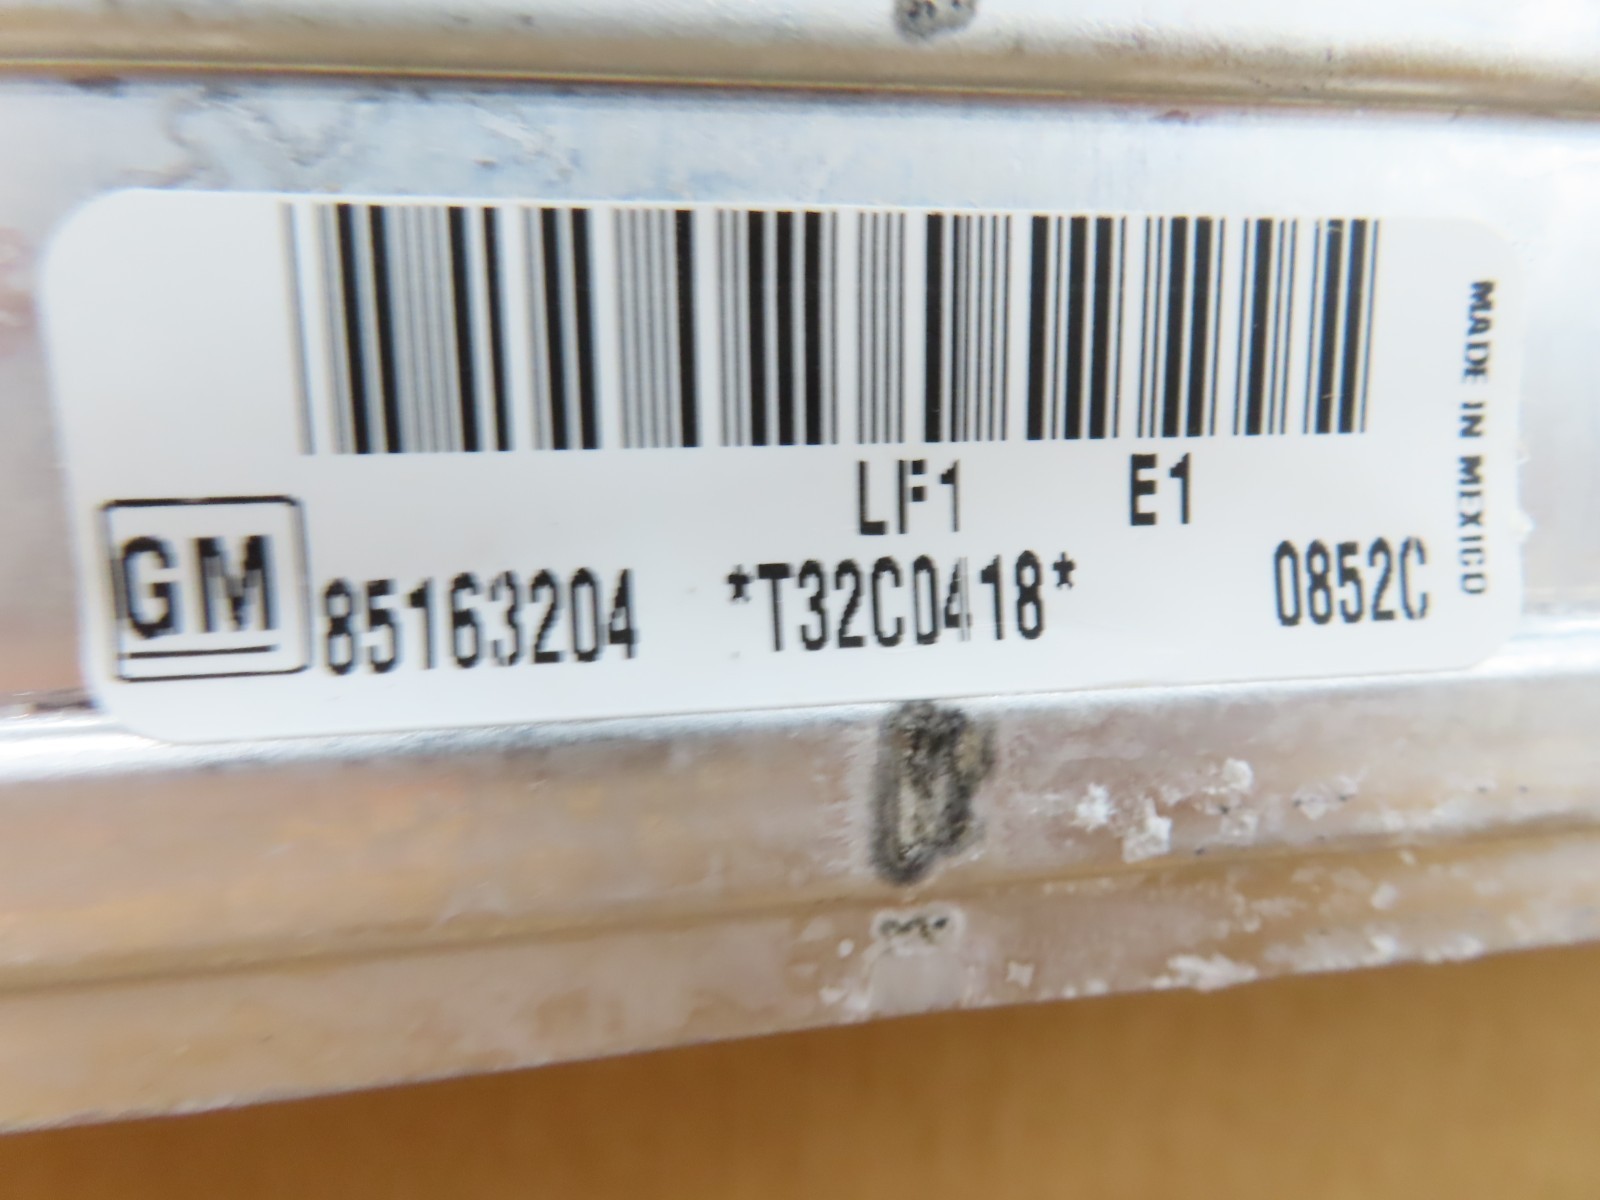 LF1 E1
GM 85163204 *T32C0418* 0852C
MADE IN MEXICO